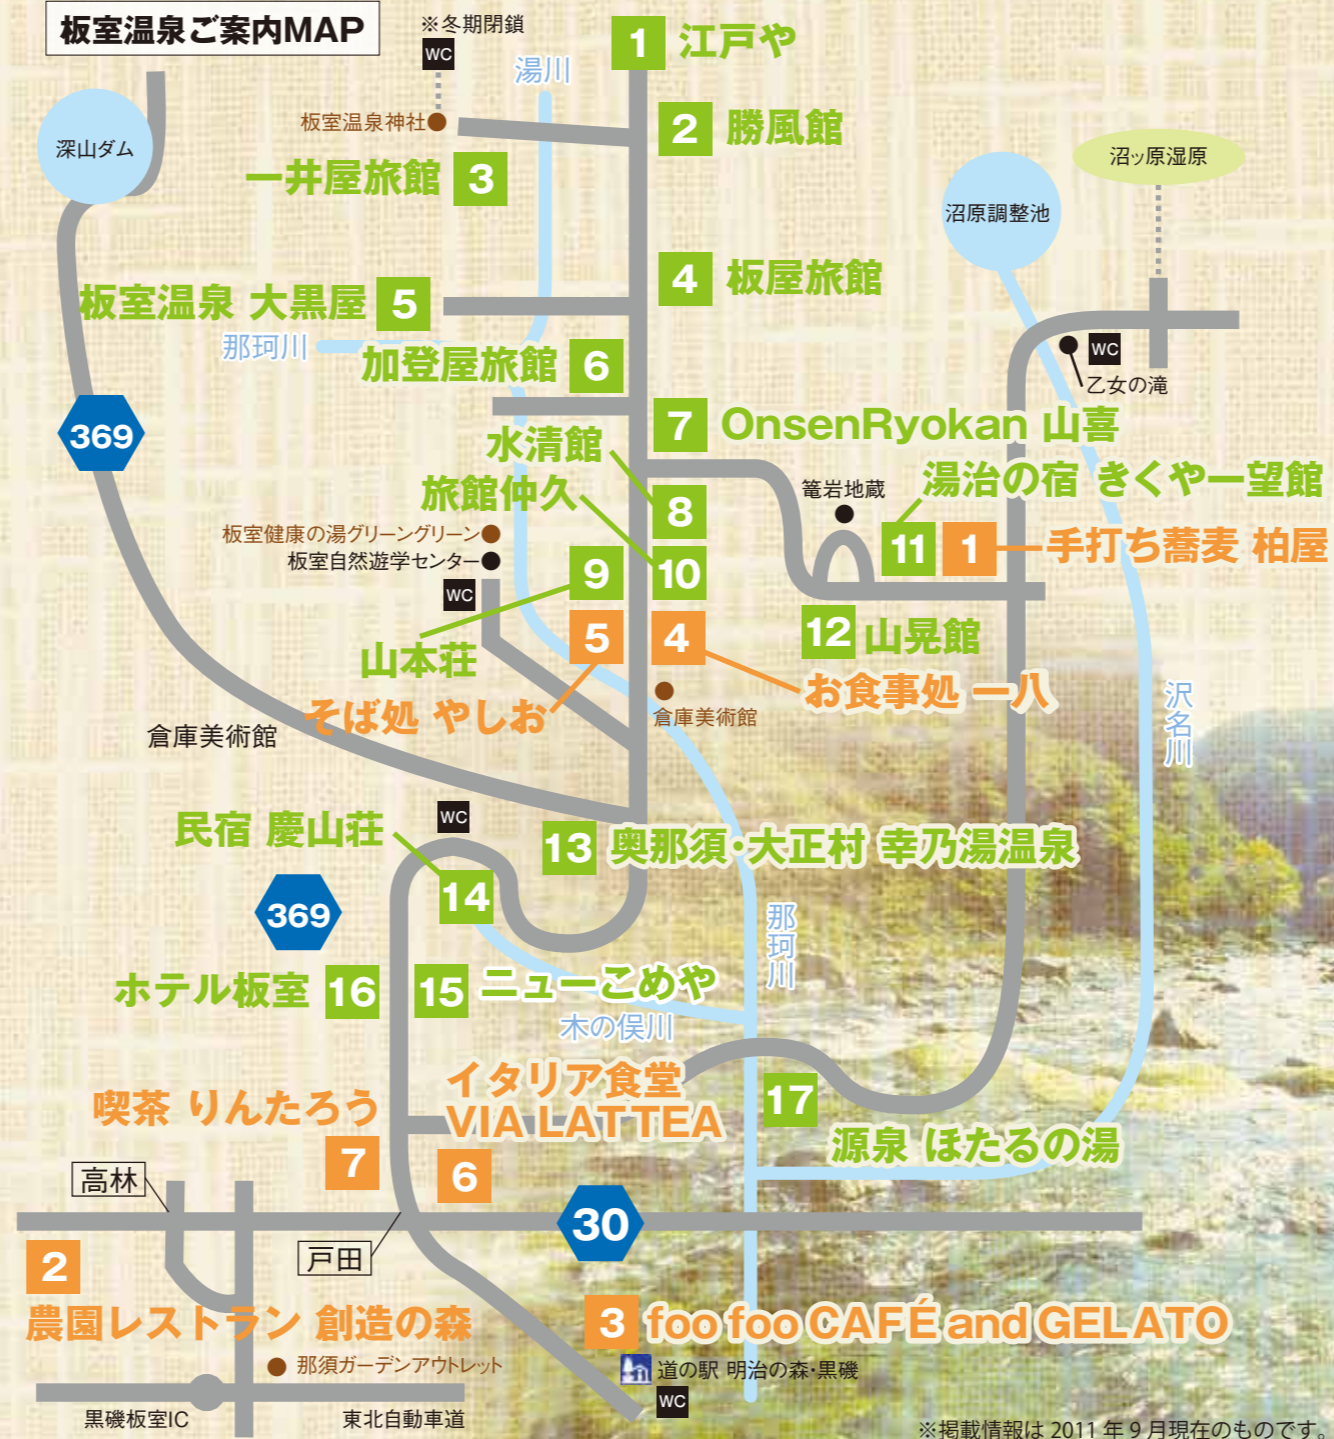 板室温泉ご案内MAP
※冬期閉鎖
WC
湯川
1 江戸や
板室温泉神社
2 勝風館
深山ダム
沼ッ原湿原
一井屋旅館 3
沼原調整池
4 板屋旅館
板室温泉 大黒屋 5
那珂川
加登屋旅館 6
WC
乙女の滝
369
7 OnsenRyokan 山喜
水清館
8
旅館仲久
10
篭岩地蔵
湯治の宿 きくや一望館
11
1 手打ち蕎麦 柏屋
板室健康の湯グリーングリーン
板室自然遊学センター
WC
9
山本荘
5
そば処 やしお
4
お食事処 一八
12 山晃館
倉庫美術館
倉庫美術館
沢名川
民宿 慶山荘
WC
14
13 奥那須・大正村 幸乃湯温泉
369
那珂川
ホテル板室 16
15 ニューこめや
木の俣川
イタリア食堂
VIA LATTEA
6
喫茶 りんたろう
7
17
源泉 ほたるの湯
高林
戸田
30
2
農園レストラン 創造の森
3 foo foo CAFÉ and GELATO
那須ガーデンアウトレット
道の駅 明治の森・黒磯
WC
黒磯板室IC
東北自動車道
※掲載情報は 2011 年 9 月現在のものです。